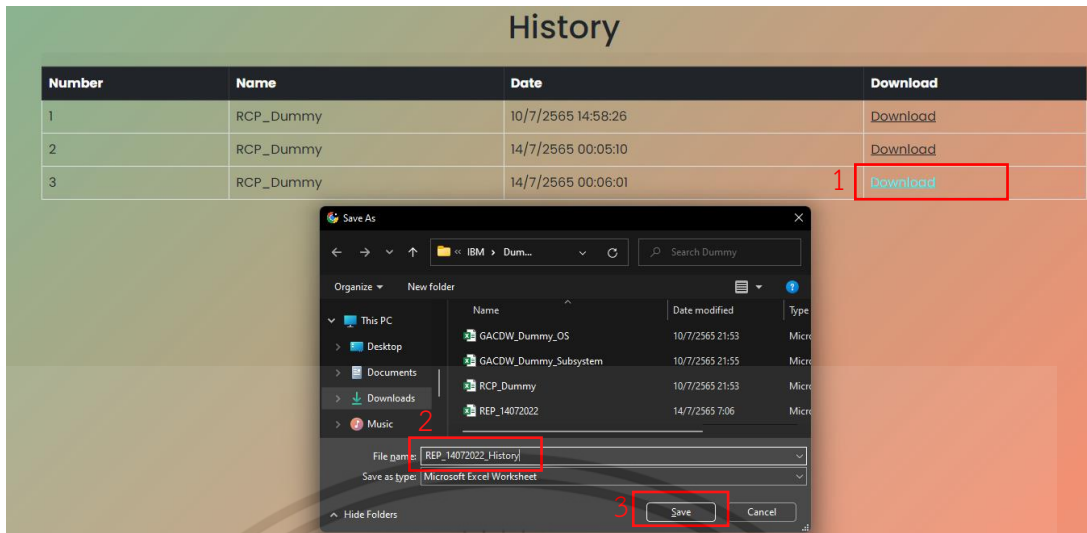 History
Number Name Date Download
1 RCP_Dummy 10/7/2565 14:58:26 Download
2 RCP_Dummy 14/7/2565 00:05:10 Download
3 RCP_Dummy 14/7/2565 00:06:01 1 Download
Save As
« IBM › Dum... Search Dummy
Organize New folder
Name Date modified Type
This PC
GACDW_Dummy_OS 10/7/2565 21:53 Micr
Desktop
GACDW_Dummy_Subsystem 10/7/2565 21:55 Micr
Documents
RCP_Dummy 10/7/2565 21:53 Micr
Downloads
REP_14072022 14/7/2565 7:06 Micr
Music
2
File name: REP_14072022_History
Save as type: Microsoft Excel Worksheet
Hide Folders 3 Save Cancel